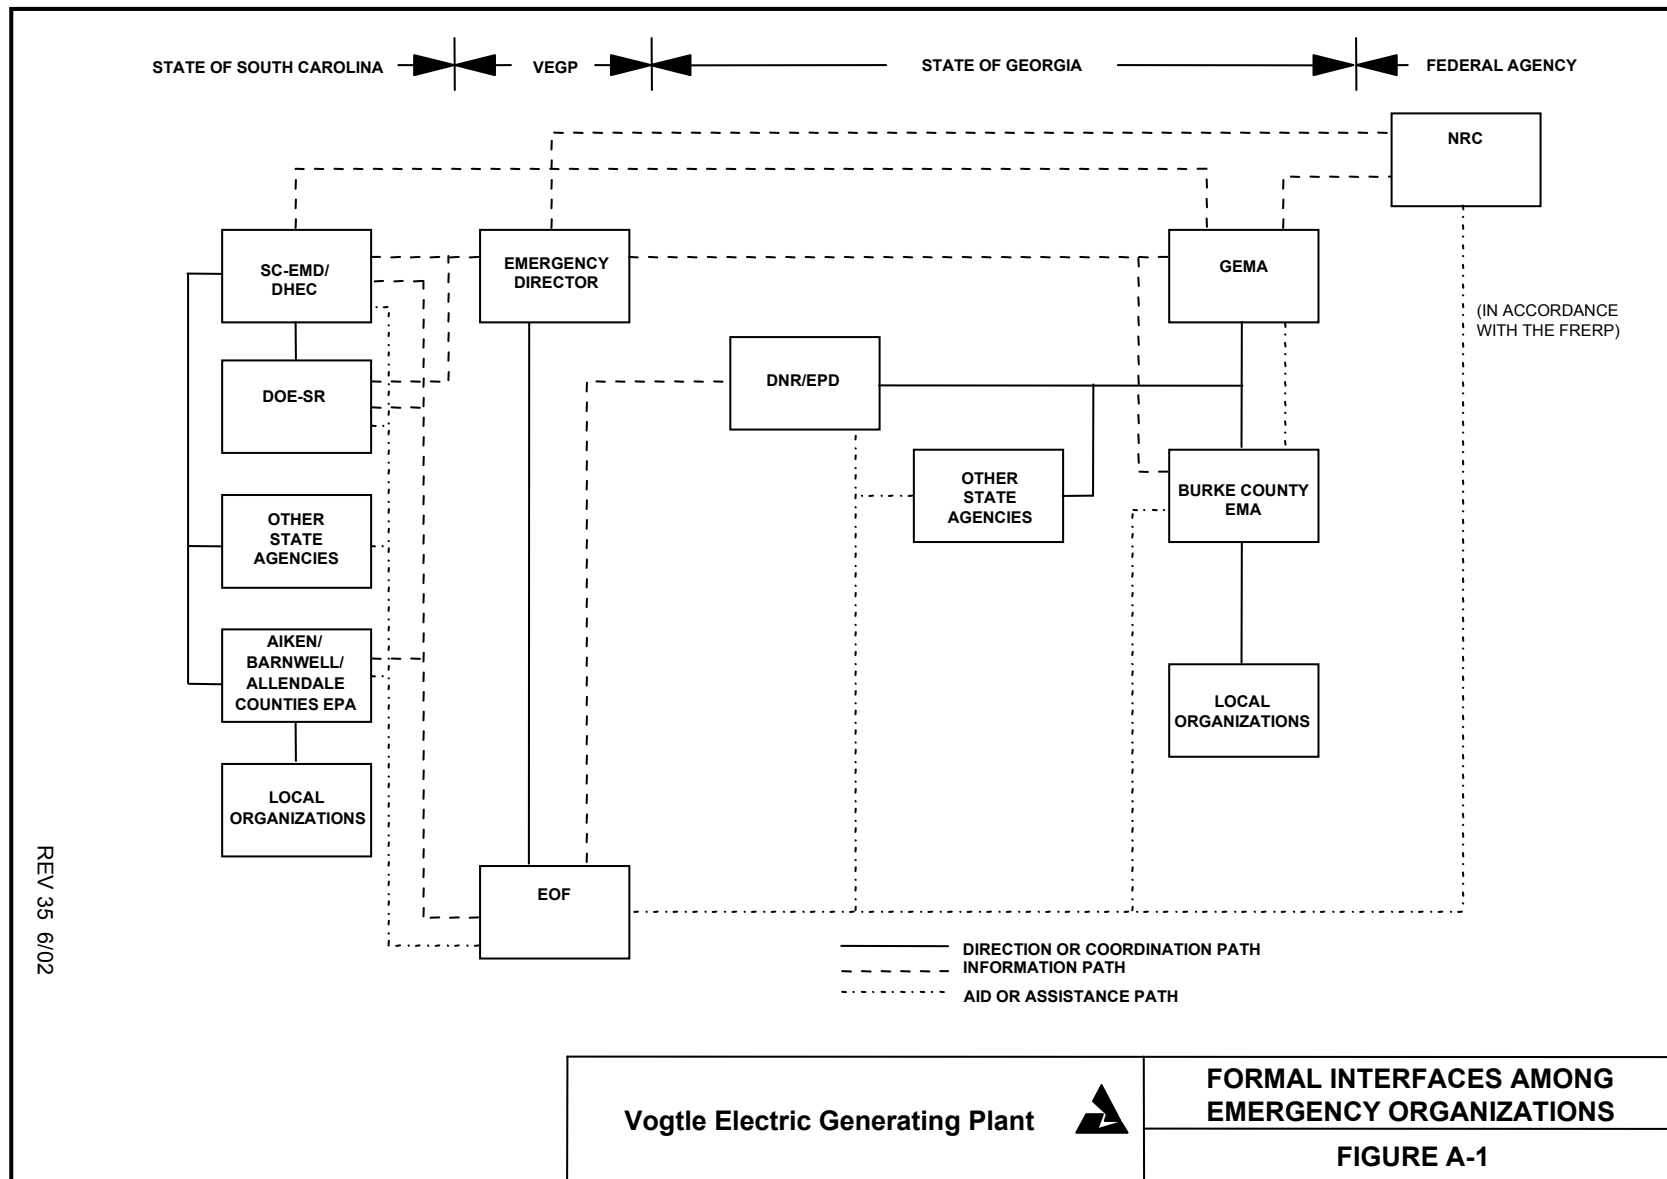 STATE OF SOUTH CAROLINA
VEGP
STATE OF GEORGIA
FEDERAL AGENCY
NRC
SC-EMD/
DHEC
EMERGENCY
DIRECTOR
GEMA
(IN ACCORDANCE
WITH THE FRERP)
DOE-SR
DNR/EPD
OTHER
STATE
AGENCIES
OTHER
STATE
AGENCIES
BURKE COUNTY
EMA
AIKEN/
BARNWELL/
ALLENDALE
COUNTIES EPA
LOCAL
ORGANIZATIONS
LOCAL
ORGANIZATIONS
EOF
DIRECTION OR COORDINATION PATH
INFORMATION PATH
AID OR ASSISTANCE PATH
REV 35 6/02
Vogtle Electric Generating Plant
FORMAL INTERFACES AMONG
EMERGENCY ORGANIZATIONS
FIGURE A-1